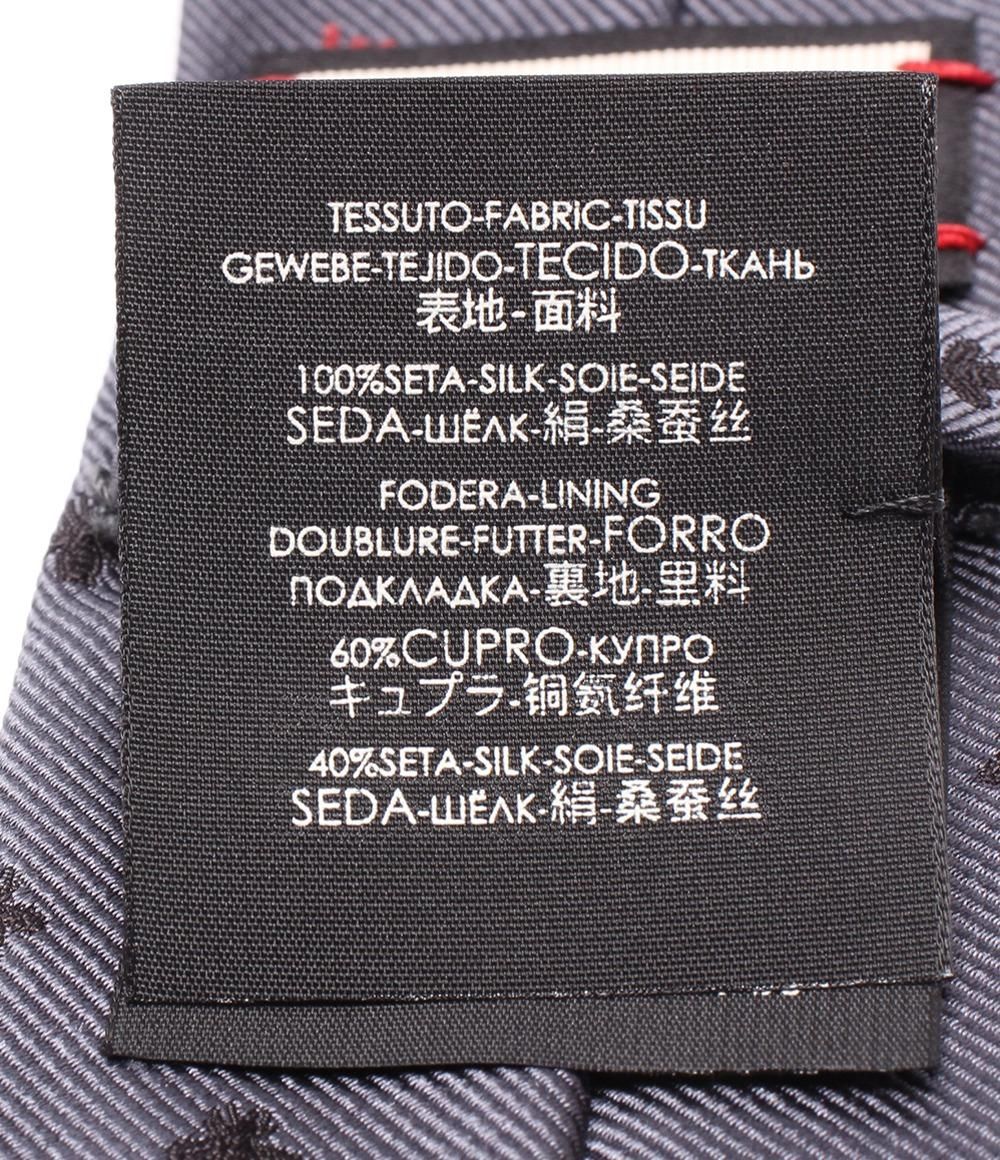 TESSUTO-FABRIC-TISSU
GEWEBE-TEJIDO-TECIDO-ТКАНЬ
表地-面料
100%SETA-SILK-SOIE-SEIDE
SEDA-ШЁЛК-絹-桑蚕丝
FODERA-LINING
DOUBLURE-FUTTER-FORRO
ПОДКЛАДКА-裏地-里料
60%CUPRO-КУПРО
キュプラ-铜氨纤维
40%SETA-SILK-SOIE-SEIDE
SEDA-ШЁЛК-絹-桑蚕丝